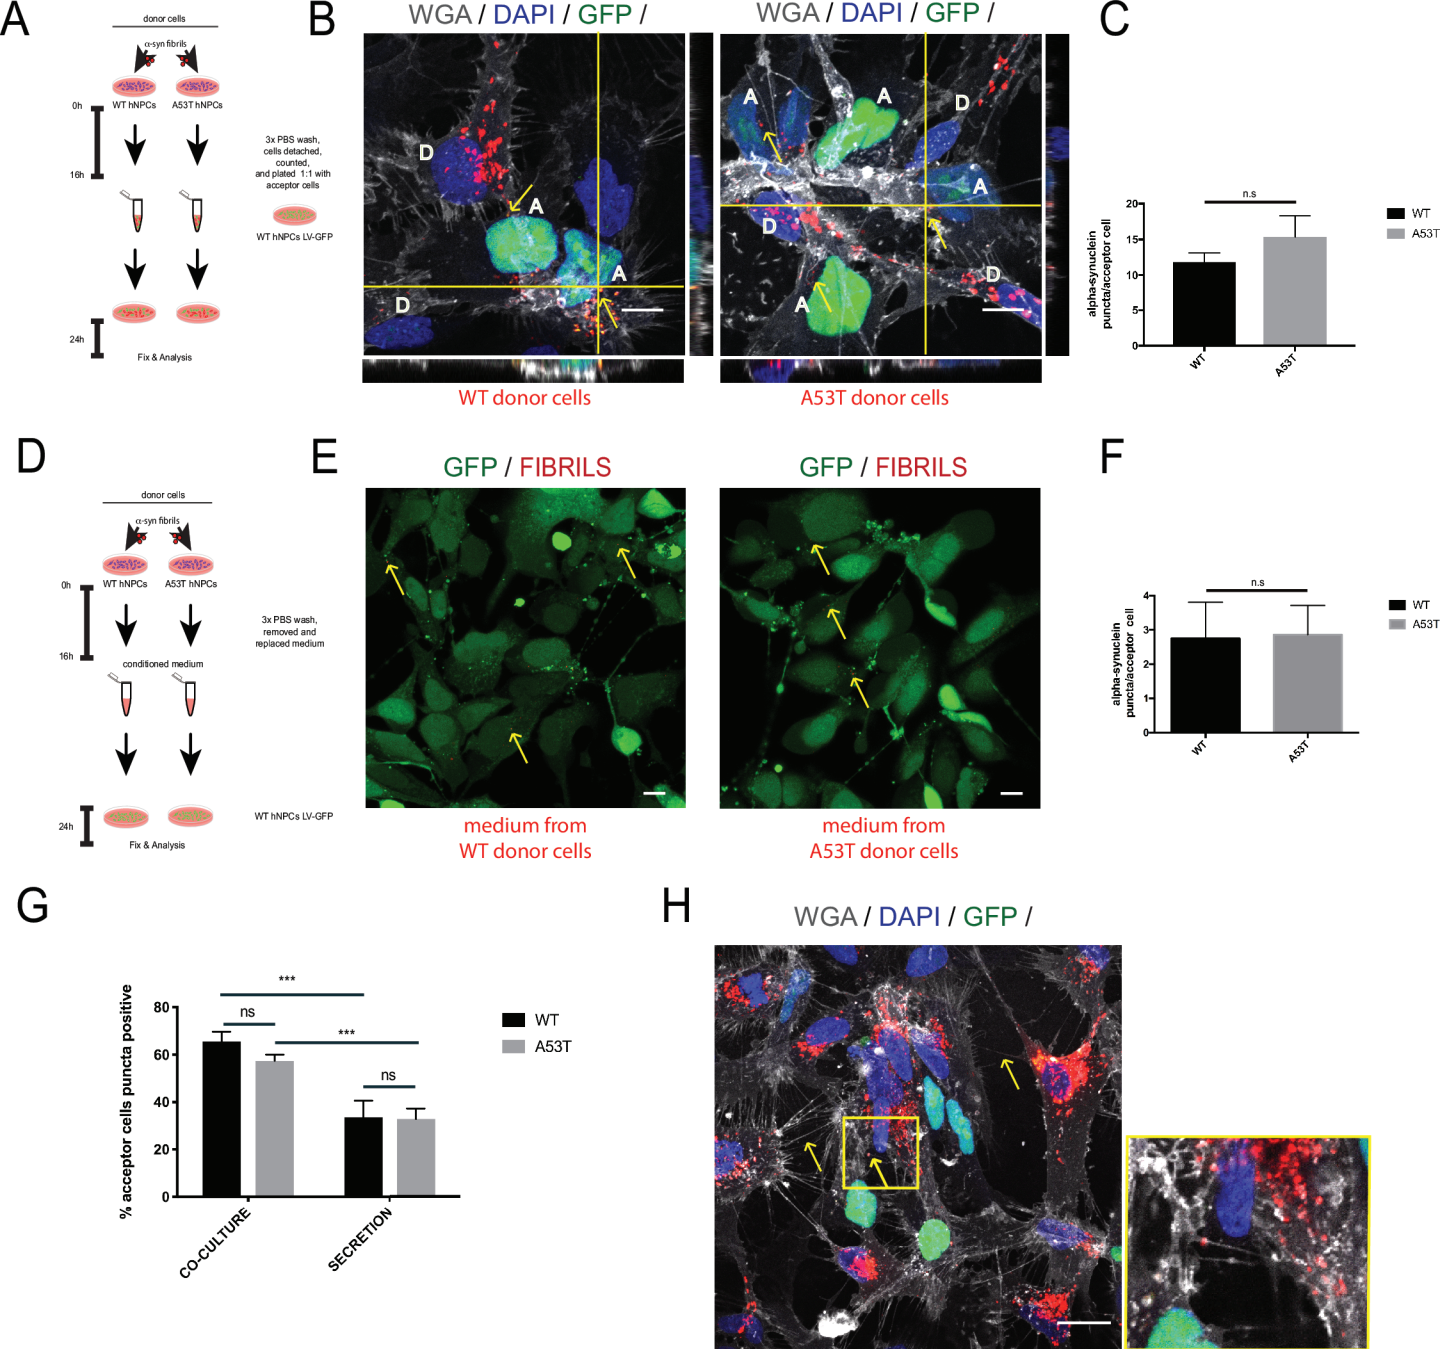 A
donor cells
α-syn fibrils
WT hNPCs
A53T hNPCs
0h
16h
3x PBS wash,
cells detached,
counted,
and plated 1:1 with
acceptor cells
WT hNPCs LV-GFP
24h
Fix & Analysis
B
WGA / DAPI / GFP /
D
A
A
D
WT donor cells
WGA / DAPI / GFP /
A
A
D
A
D
D
A
A53T donor cells
C
alpha-synuclein
puncta/acceptor cell
20
15
10
5
0
n.s
WT
A53T
WT
A53T
D
donor cells
α-syn fibrils
WT hNPCs
A53T hNPCs
0h
16h
3x PBS wash,
removed and
replaced medium
conditioned medium
WT hNPCs LV-GFP
24h
Fix & Analysis
E
GFP / FIBRILS
medium from
WT donor cells
GFP / FIBRILS
medium from
A53T donor cells
F
alpha-synuclein
puncta/acceptor cell
4
3
2
1
0
n.s
WT
A53T
WT
A53T
G
% acceptor cells puncta positive
80
60
40
20
0
***
ns
***
ns
CO-CULTURE
SECRETION
WT
A53T
H
WGA / DAPI / GFP /